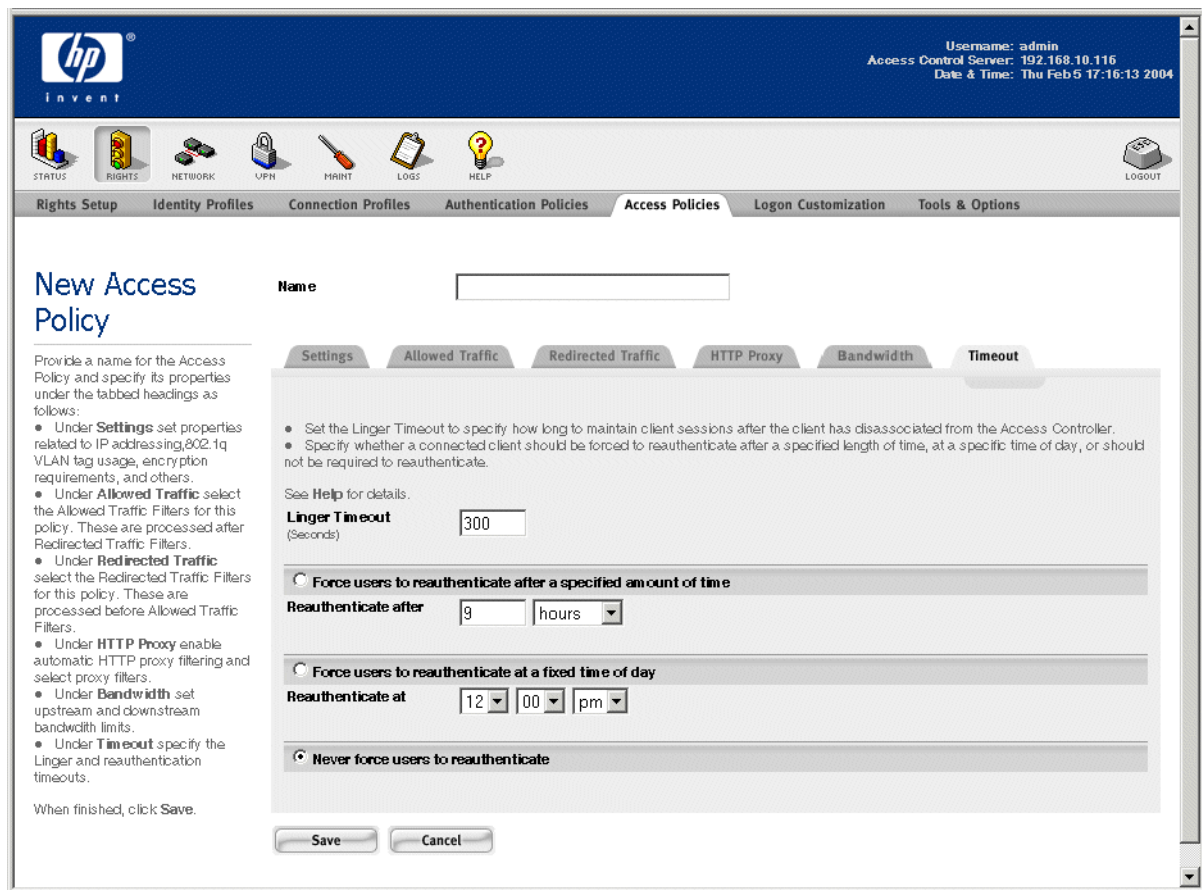 hp
®
invent
Username: admin
Access Control Server: 192.168.10.116
Date & Time: Thu Feb 5 17:16:13 2004
STATUS
RIGHTS
NETWORK
VPN
MAINT
LOGS
HELP
LOGOUT
Rights Setup
Identity Profiles
Connection Profiles
Authentication Policies
Access Policies
Logon Customization
Tools & Options
New Access
Policy
Provide a name for the Access
Policy and specify its properties
under the tabbed headings as
follows:
● Under Settings set properties
related to IP addressing,802.1q
VLAN tag usage, encryption
requirements, and others.
● Under Allowed Traffic select
the Allowed Traffic Filters for this
policy. These are processed after
Redirected Traffic Filters.
● Under Redirected Traffic
select the Redirected Traffic Filters
for this policy. These are
processed before Allowed Traffic
Filters.
● Under HTTP Proxy enable
automatic HTTP proxy filtering and
select proxy filters.
● Under Bandwidth set
upstream and downstream
bandwdith limits.
● Under Timeout specify the
Linger and reauthentication
timeouts.
When finished, click Save.
Name
Settings
Allowed Traffic
Redirected Traffic
HTTP Proxy
Bandwidth
Timeout
● Set the Linger Timeout to specify how long to maintain client sessions after the client has disassociated from the Access Controller.
● Specify whether a connected client should be forced to reauthenticate after a specified length of time, at a specific time of day, or should
not be required to reauthenticate.
See Help for details.
Linger Timeout
(Seconds)
300
Force users to reauthenticate after a specified amount of time
Reauthenticate after
9
hours
Force users to reauthenticate at a fixed time of day
Reauthenticate at
12
00
pm
Never force users to reauthenticate
Save
Cancel